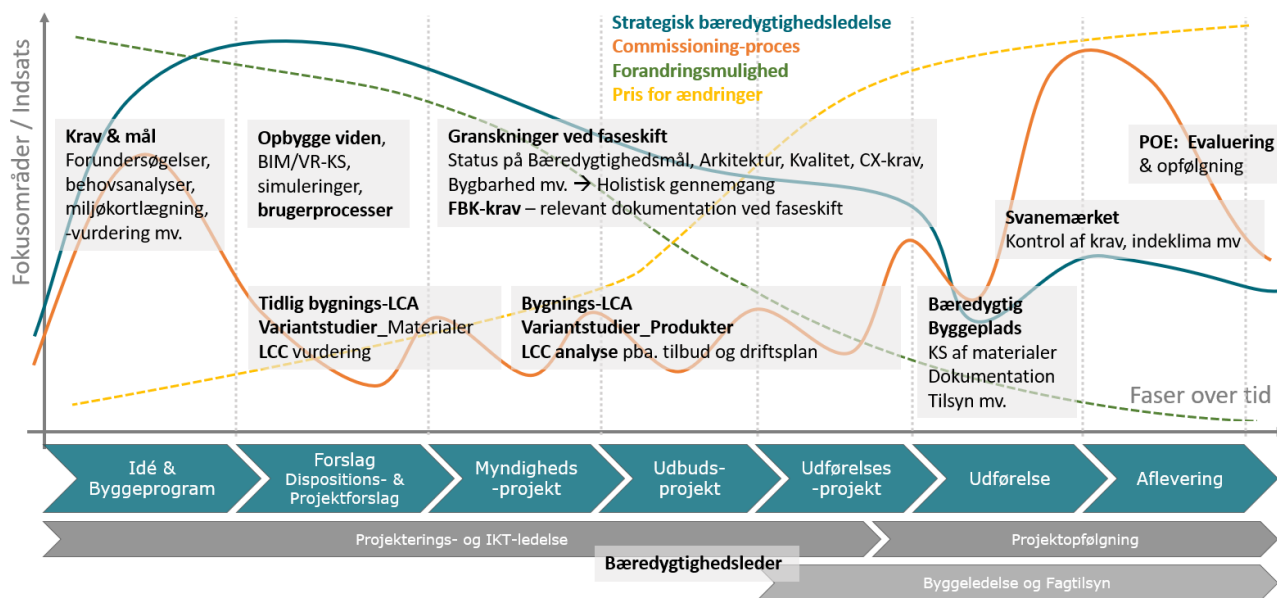 Fokusområder / Indsats
Strategisk bæredygtighedsledelse
Commissioning-proces
Forandringsmulighed
Pris for ændringer
Krav & mål
Forundersøgelser,
behovsanalyser,
miljøkortlægning,
-vurdering mv.
Opbygge viden,
BIM/VR-KS,
simuleringer,
brugerprocesser
Granskninger ved faseskift
Status på Bæredygtighedsmål, Arkitektur, Kvalitet, CX-krav,
Bygbarhed mv. → Holistisk gennemgang
FBK-krav – relevant dokumentation ved faseskift
POE: Evaluering
& opfølgning
Svanemærket
Kontrol af krav, indeklima mv
Tidlig bygnings-LCA
Variantstudier_Materialer
LCC vurdering
Bygnings-LCA
Variantstudier_Produkter
LCC analyse pba. tilbud og driftsplan
Bæredygtig
Byggeplads
KS af materialer
Dokumentation
Tilsyn mv.
Faser over tid
Idé &
Byggeprogram
Forslag
Dispositions- &
Projektforslag
Myndigheds
-projekt
Udbuds-
projekt
Udførelses
-projekt
Udførelse
Aflevering
Projekterings- og IKT-ledelse
Projektopfølgning
Bæredygtighedsleder
Byggeledelse og Fagtilsyn